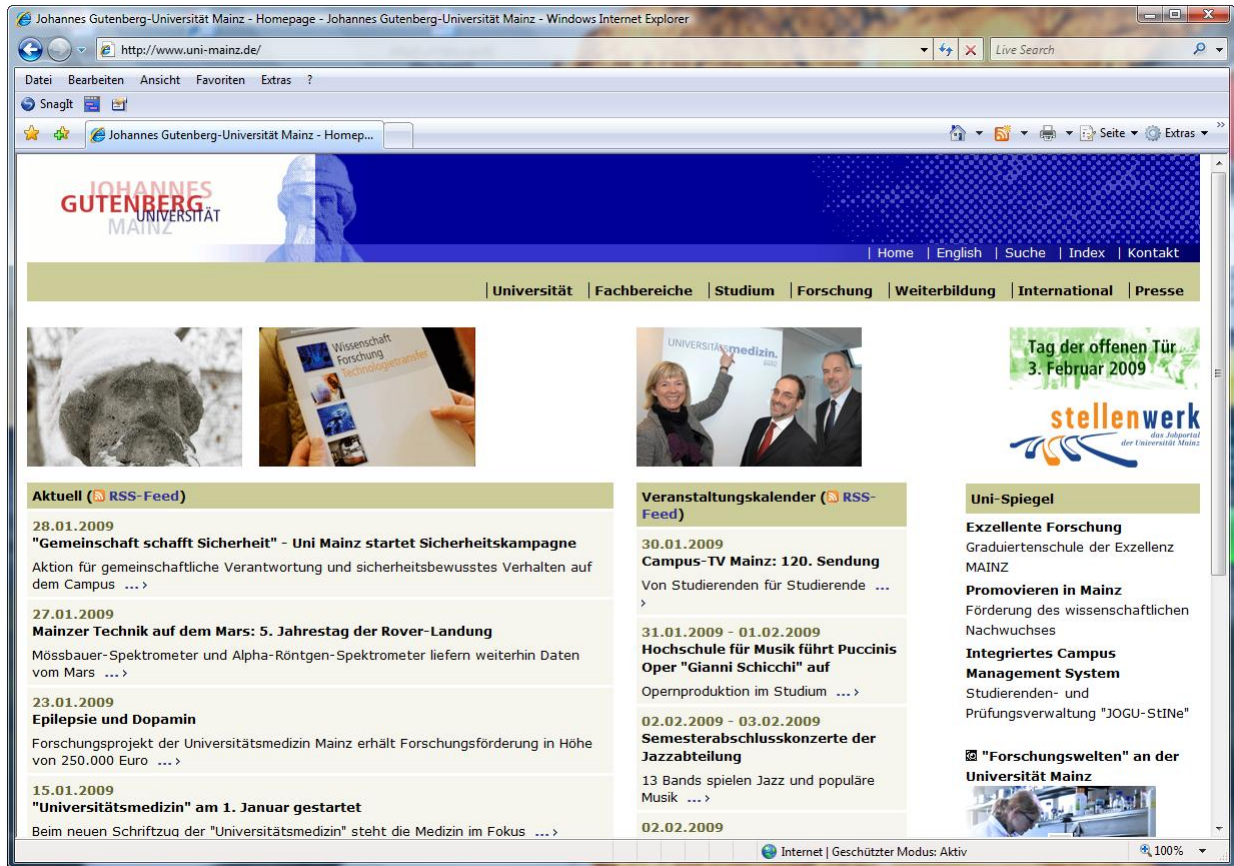 Johannes Gutenberg-Universität Mainz - Homepage - Johannes Gutenberg-Universität Mainz - Windows Internet Explorer
http://www.uni-mainz.de/
Live Search
Datei Bearbeiten Ansicht Favoriten Extras ?
SnagIt
Johannes Gutenberg-Universität Mainz - Homep...
Seite Extras
JOHANNES
GUTENBERG
UNIVERSITÄT
MAINZ
| Home | English | Suche | Index | Kontakt
| Universität | Fachbereiche | Studium | Forschung | Weiterbildung | International | Presse
Wissenschaft
Forschung
Technologietransfer
UNIVERSITÄTSmedizin.
Tag der offenen Tür
3. Februar 2009
stellenwerk
das Jobportal
der Universität Mainz
Aktuell (RSS-Feed)
28.01.2009
"Gemeinschaft schafft Sicherheit" - Uni Mainz startet Sicherheitskampagne
Aktion für gemeinschaftliche Verantwortung und sicherheitsbewusstes Verhalten auf
dem Campus ...›
27.01.2009
Mainzer Technik auf dem Mars: 5. Jahrestag der Rover-Landung
Mössbauer-Spektrometer und Alpha-Röntgen-Spektrometer liefern weiterhin Daten
vom Mars ...›
23.01.2009
Epilepsie und Dopamin
Forschungsprojekt der Universitätsmedizin Mainz erhält Forschungsförderung in Höhe
von 250.000 Euro ...›
15.01.2009
"Universitätsmedizin" am 1. Januar gestartet
Beim neuen Schriftzug der "Universitätsmedizin" steht die Medizin im Fokus ...›
Veranstaltungskalender (RSS-
Feed)
30.01.2009
Campus-TV Mainz: 120. Sendung
Von Studierenden für Studierende ...
›
31.01.2009 - 01.02.2009
Hochschule für Musik führt Puccinis
Oper "Gianni Schicchi" auf
Opernproduktion im Studium ...›
02.02.2009 - 03.02.2009
Semesterabschlusskonzerte der
Jazzabteilung
13 Bands spielen Jazz und populäre
Musik ...›
02.02.2009
Uni-Spiegel
Exzellente Forschung
Graduiertenschule der Exzellenz
MAINZ
Promovieren in Mainz
Förderung des wissenschaftlichen
Nachwuchses
Integriertes Campus
Management System
Studierenden- und
Prüfungsverwaltung "JOGU-StINe"
"Forschungswelten" an der
Universität Mainz
Internet | Geschützter Modus: Aktiv
100%